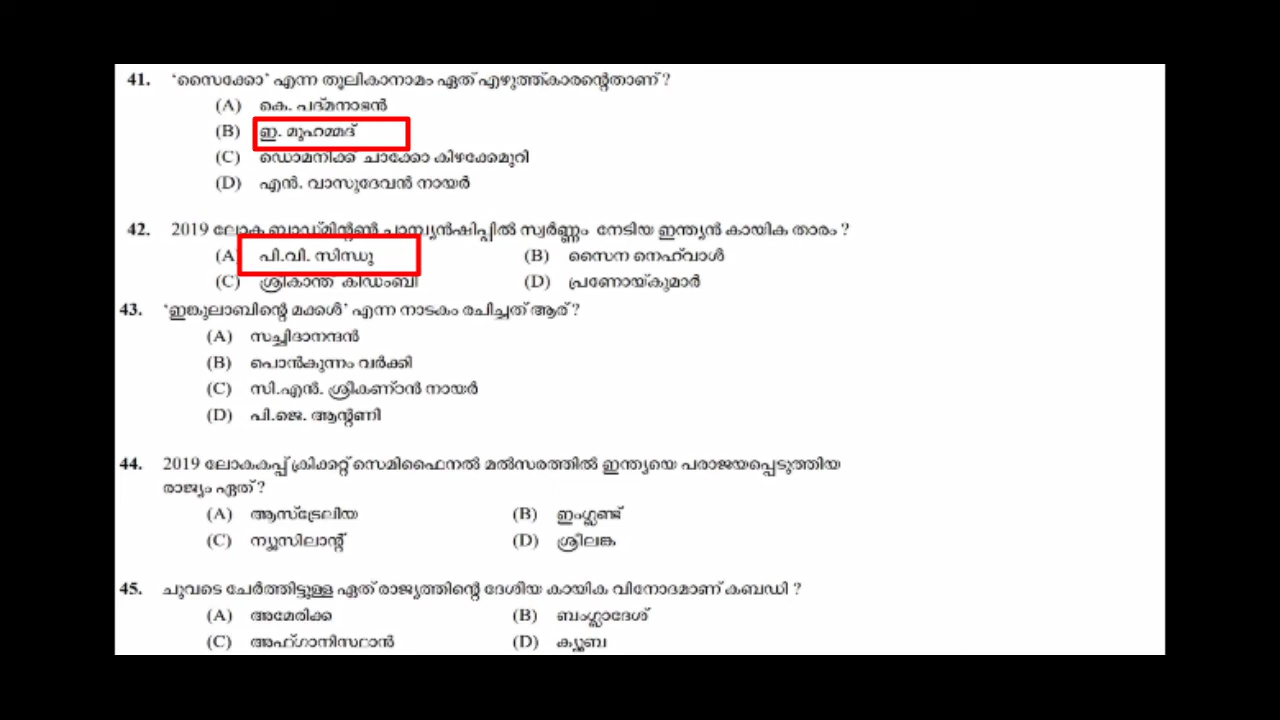 41. ‘സൈക്കോ’ എന്ന തൂലികാനാമം ഏത് എഴുത്ത്കാരന്റെതാണ് ?
(A) കെ. പദ്മനാഭൻ
(B) ഇ. മുഹമ്മദ്
(C) ഡൊമനിക്ക് ചാക്കോ കിഴക്കേമുറി
(D) എൻ. വാസുദേവൻ നായർ
42. 2019 ലോക ബാഡ്മിന്റൺ ചാമ്പ്യൻഷിപ്പിൽ സ്വർണ്ണം നേടിയ ഇന്ത്യൻ കായിക താരം ?
(A) പി.വി. സിന്ധു (B) സൈന നെഹ്‌വാൾ
(C) ശ്രീകാന്ത് കിഡംബി (D) പ്രണോയ്കുമാർ
43. ‘ഇങ്കുലാബിന്റെ മക്കൾ’ എന്ന നാടകം രചിച്ചത് ആര് ?
(A) സച്ചിദാനന്ദൻ
(B) പൊൻകുന്നം വർക്കി
(C) സി.എൻ. ശ്രീകണ്ഠൻ നായർ
(D) പി.ജെ. ആന്റണി
44. 2019 ലോകകപ്പ് ക്രിക്കറ്റ് സെമിഫൈനൽ മൽസരത്തിൽ ഇന്ത്യയെ പരാജയപ്പെടുത്തിയ
രാജ്യം ഏത് ?
(A) ആസ്ട്രേലിയ (B) ഇംഗ്ലണ്ട്
(C) ന്യൂസിലാന്റ് (D) ശ്രീലങ്ക
45. ചുവടെ ചേർത്തിട്ടുള്ള ഏത് രാജ്യത്തിന്റെ ദേശീയ കായിക വിനോദമാണ് കബഡി ?
(A) അമേരിക്ക (B) ബംഗ്ലാദേശ്
(C) അഫ്ഗാനിസ്ഥാൻ (D) ക്യൂബ